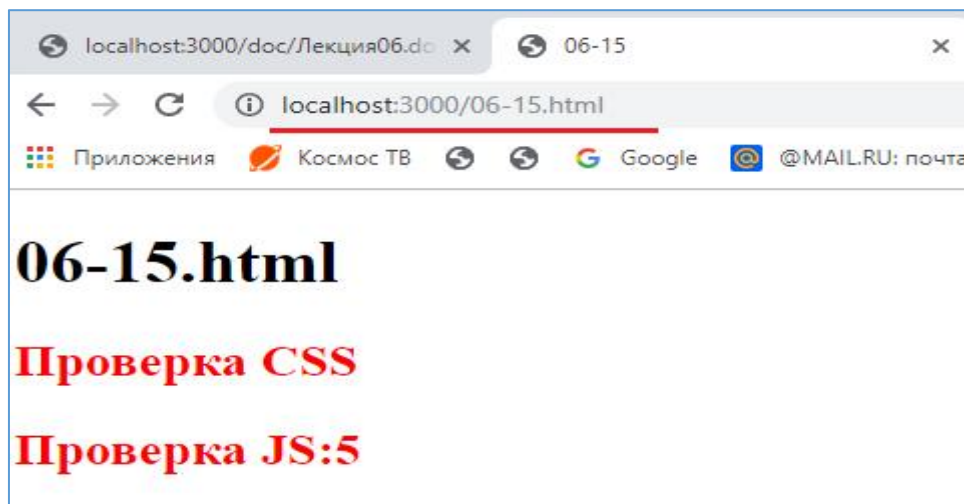 localhost:3000/doc/Лекция06.do 06-15
localhost:3000/06-15.html
Приложения Космос ТВ Google @MAIL.RU: почта
06-15.html
Проверка CSS
Проверка JS:5